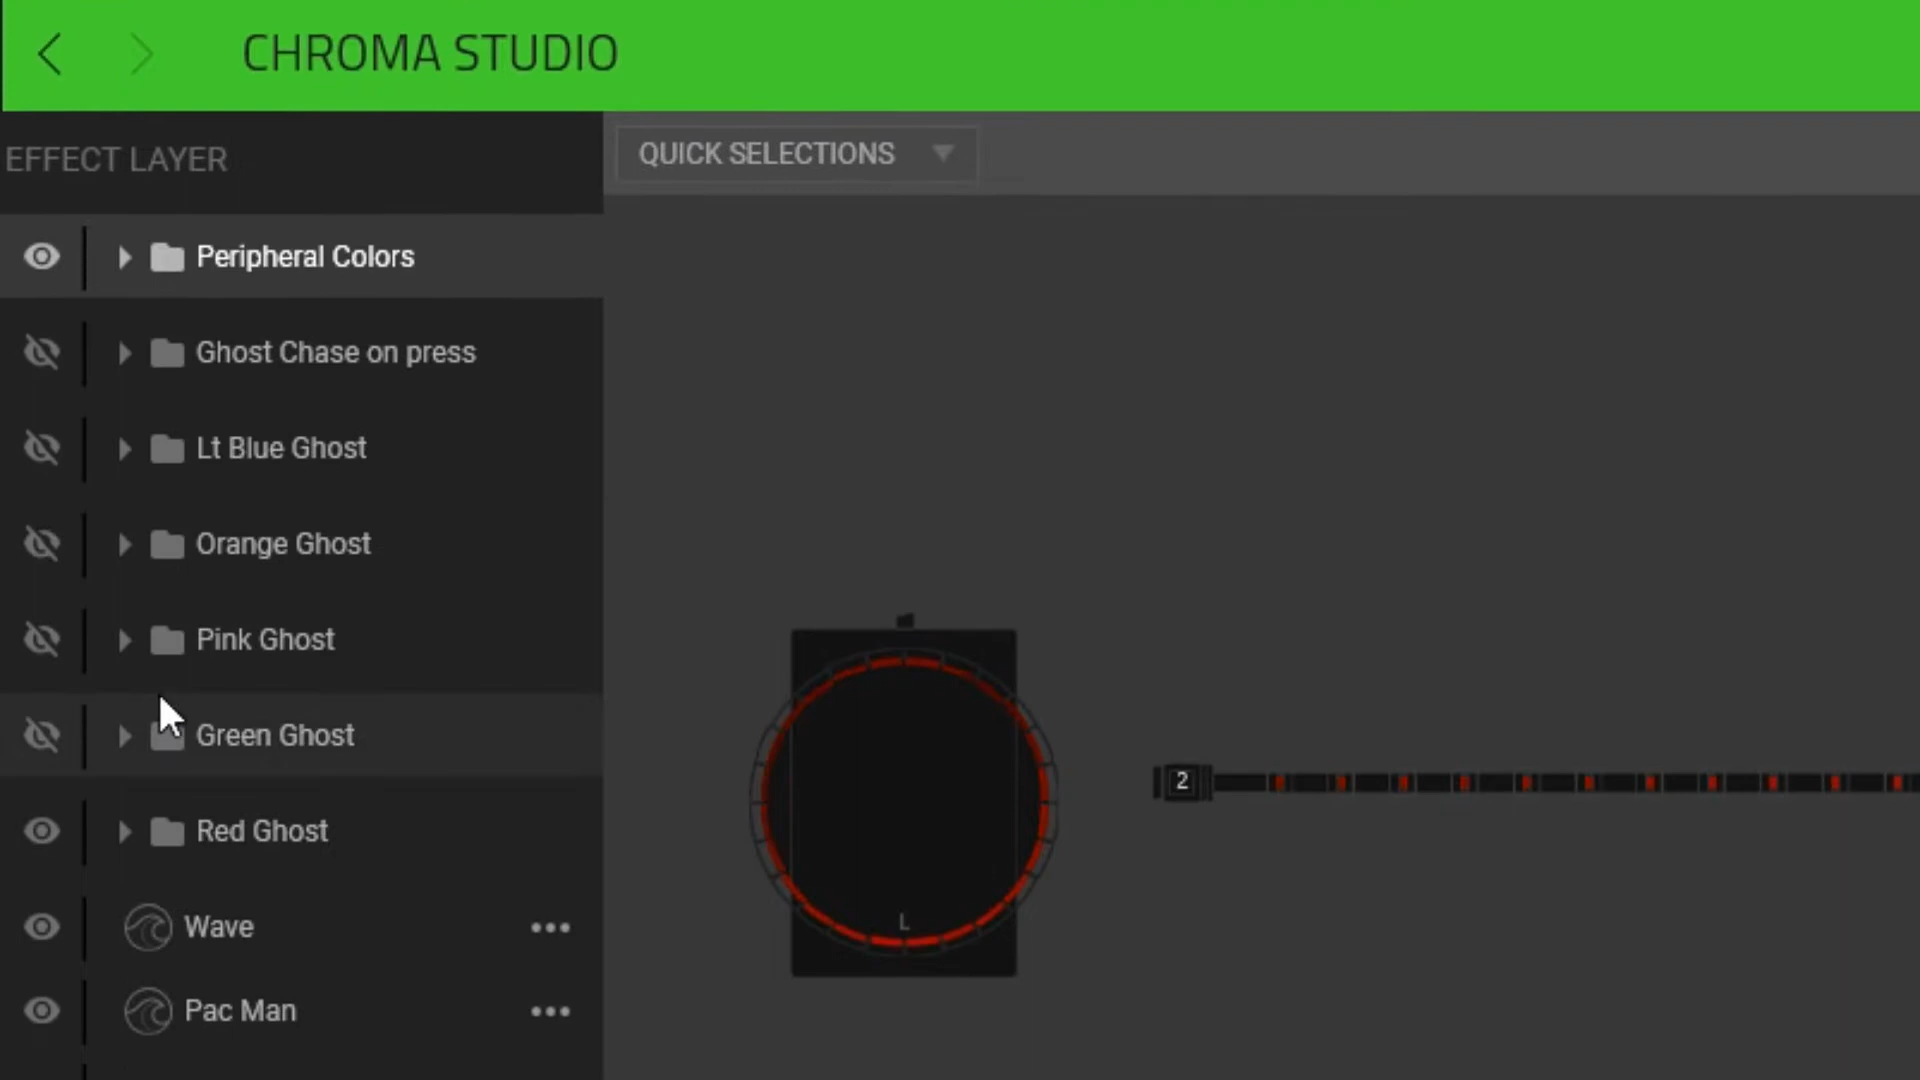 CHROMA STUDIO
EFFECT LAYER
QUICK SELECTIONS
Peripheral Colors
Ghost Chase on press
Lt Blue Ghost
Orange Ghost
Pink Ghost
Green Ghost
Red Ghost
Wave
Pac Man
2
L